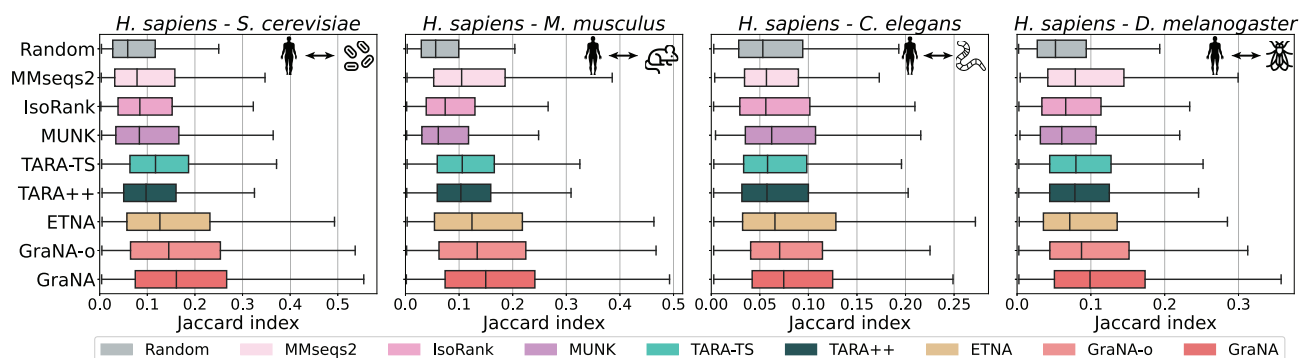 H. sapiens - S. cerevisiae
H. sapiens - M. musculus
H. sapiens - C. elegans
H. sapiens - D. melanogaster
Random
MMseqs2
IsoRank
MUNK
TARA-TS
TARA++
ETNA
GraNA-o
GraNA
0.0 0.1 0.2 0.3 0.4 0.5
0.0 0.1 0.2 0.3 0.4 0.5
0.00 0.05 0.10 0.15 0.20 0.25
0.0 0.1 0.2 0.3
Jaccard index
Jaccard index
Jaccard index
Jaccard index
Random MMseqs2 IsoRank MUNK TARA-TS TARA++ ETNA GraNA-o GraNA